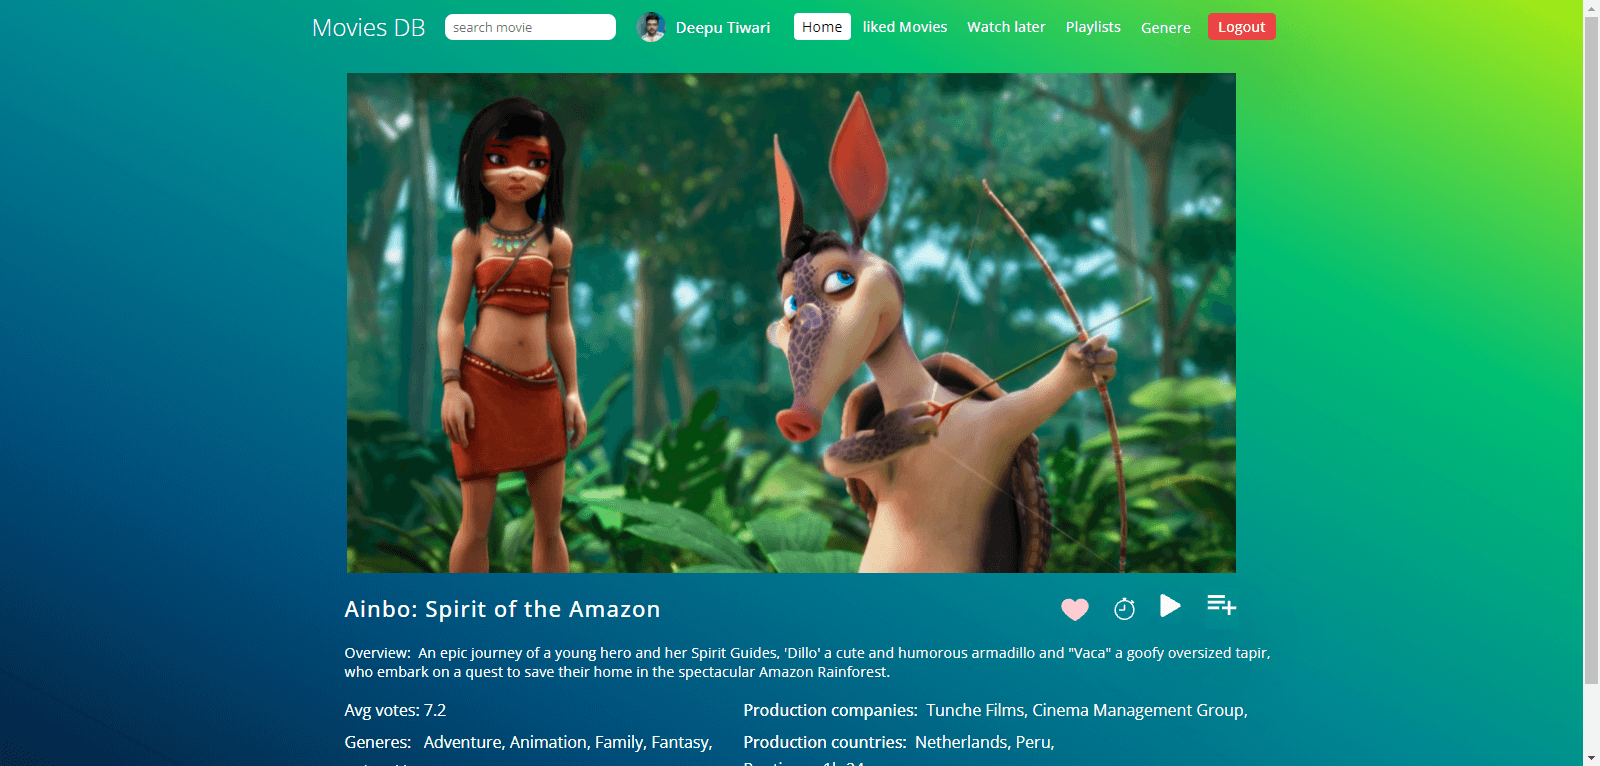 Movies DB search movie Deepu Tiwari Home liked Movies Watch later Playlists Genere Logout
Ainbo: Spirit of the Amazon
Overview: An epic journey of a young hero and her Spirit Guides, 'Dillo' a cute and humorous armadillo and "Vaca" a goofy oversized tapir,
who embark on a quest to save their home in the spectacular Amazon Rainforest.
Avg votes: 7.2
Production companies: Tunche Films, Cinema Management Group,
Generes: Adventure, Animation, Family, Fantasy,
Production countries: Netherlands, Peru,